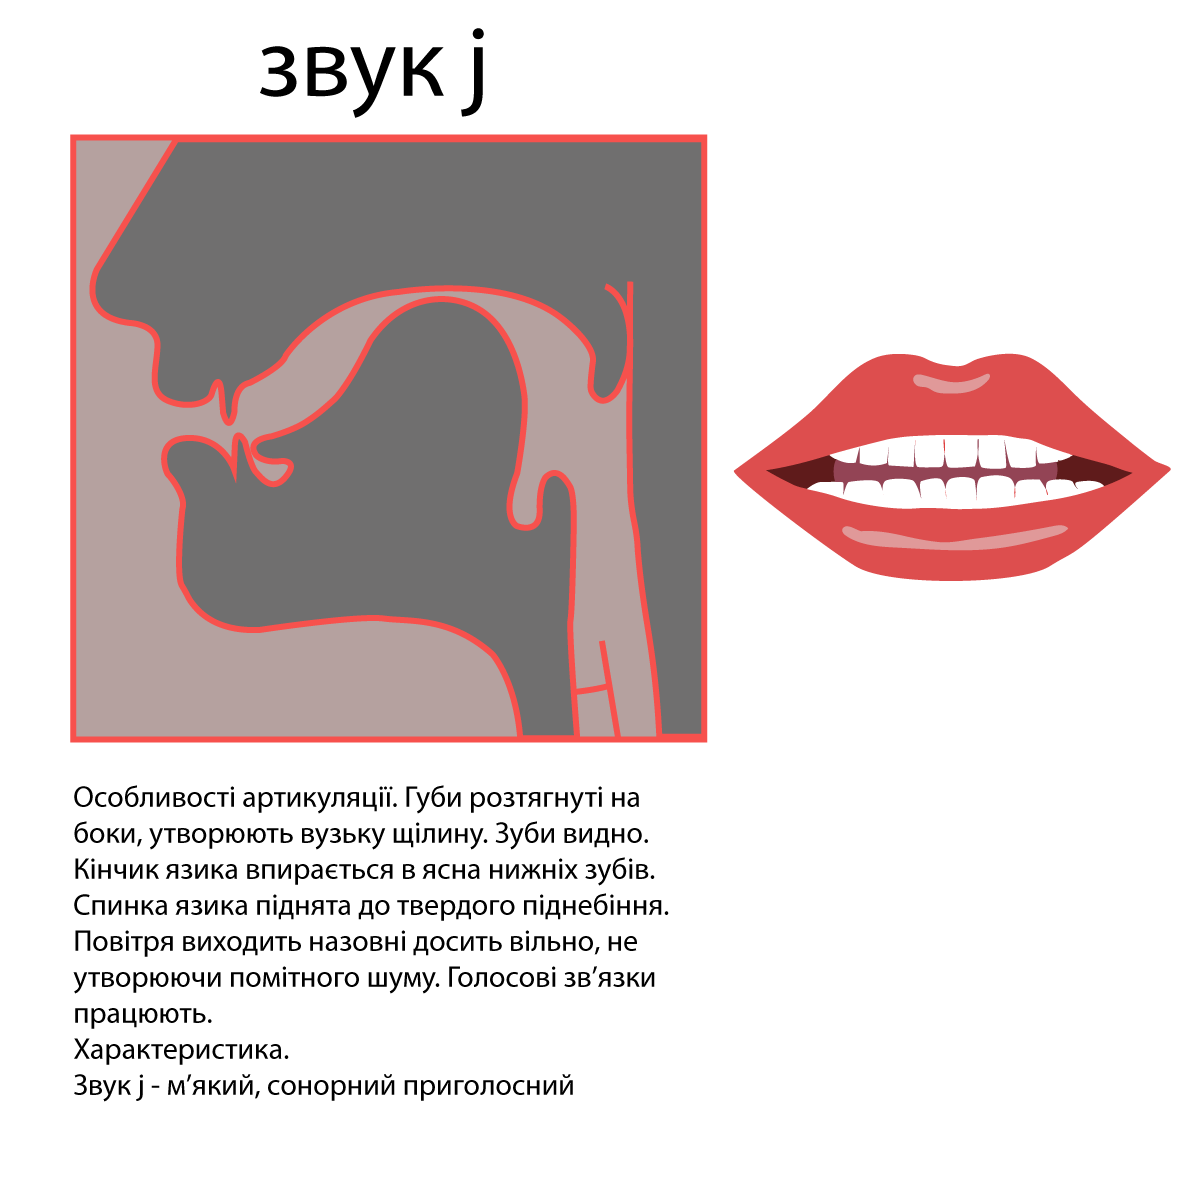 звук j
Особливості артикуляції. Губи розтягнуті на
боки, утворюють вузьку щілину. Зуби видно.
Кінчик язика впирається в ясна нижніх зубів.
Спинка язика піднята до твердого піднебіння.
Повітря виходить назовні досить вільно, не
утворюючи помітного шуму. Голосові зв’язки
працюють.
Характеристика.
Звук j - м’який, сонорний приголосний